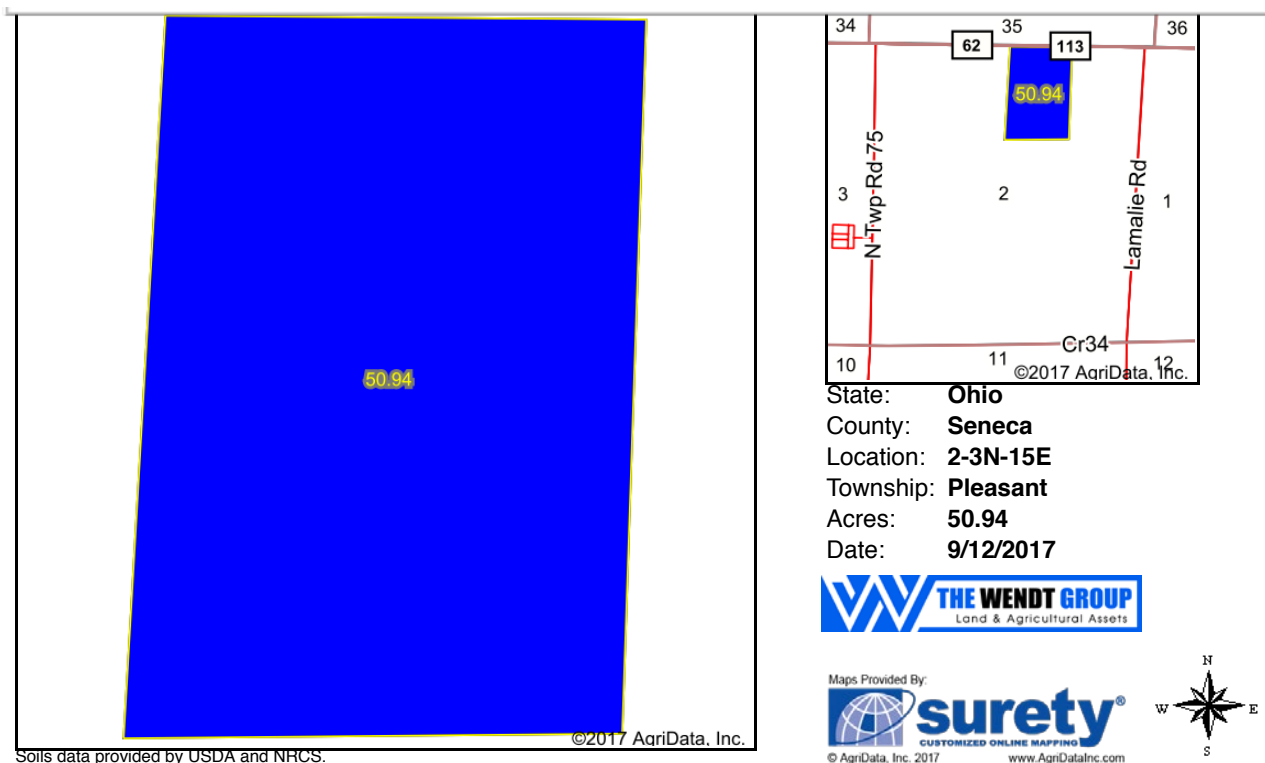 50.94
©2017 AgriData, Inc.
Soils data provided by USDA and NRCS.
34
35
36
62
113
50.94
N Twp Rd 75
3
2
Lamalie Rd
1
Cr34
10
11
12
©2017 AgriData, Inc.
State: Ohio
County: Seneca
Location: 2-3N-15E
Township: Pleasant
Acres: 50.94
Date: 9/12/2017
THE WENDT GROUP
Land & Agricultural Assets
Maps Provided By:
surety®
CUSTOMIZED ONLINE MAPPING
© AgriData, Inc. 2017 www.AgriDataInc.com
N
W E
S